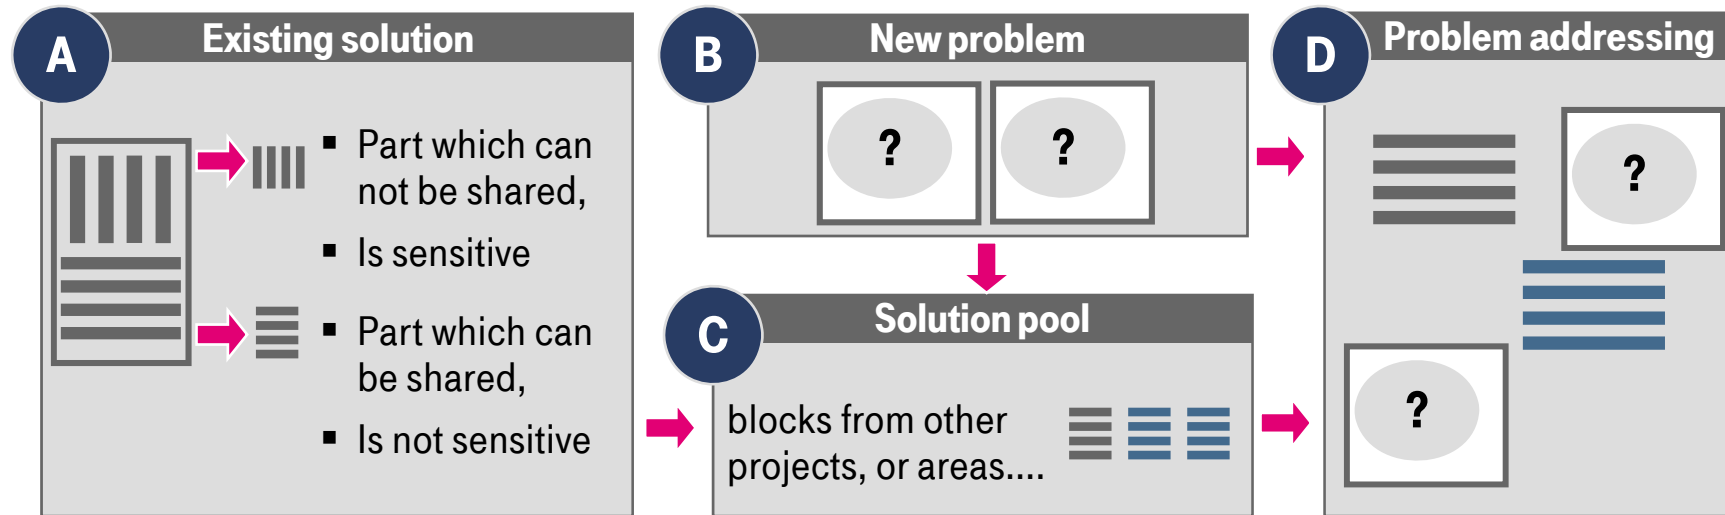 A
Existing solution
▪ Part which can
not be shared,
▪ Is sensitive
▪ Part which can
be shared,
▪ Is not sensitive
B
New problem
?
?
C
Solution pool
blocks from other
projects, or areas....
D
Problem addressing
?
?